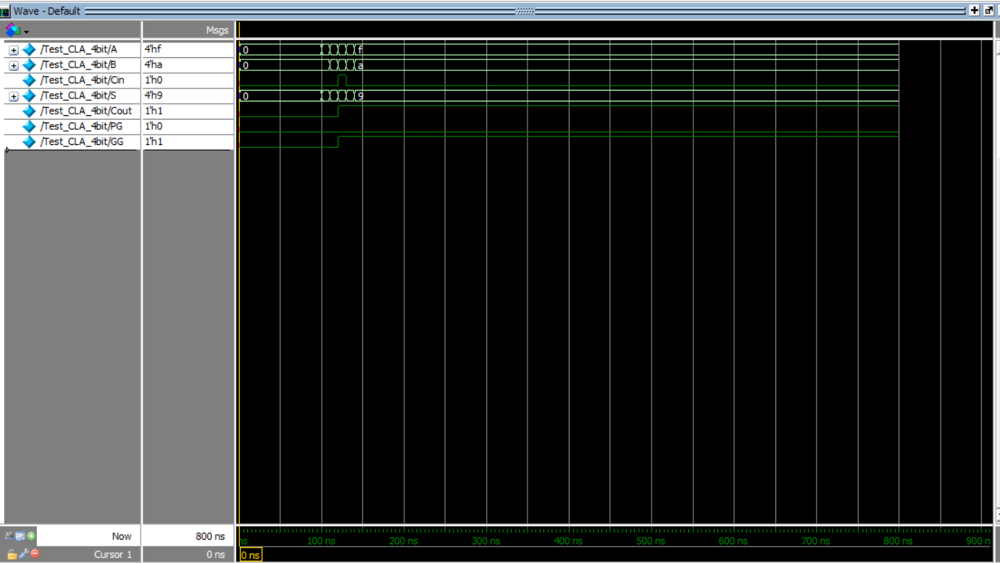 Wave - Default
Msgs
/Test_CLA_4bit/A 4'hf 0 f
/Test_CLA_4bit/B 4'ha 0 a
/Test_CLA_4bit/Cin 1'h0
/Test_CLA_4bit/S 4'h9 0 9
/Test_CLA_4bit/Cout 1'h1
/Test_CLA_4bit/PG 1'h0
/Test_CLA_4bit/GG 1'h1
Now 800 ns ns 100 ns 200 ns 300 ns 400 ns 500 ns 600 ns 700 ns 800 ns 900 n
Cursor 1 0 ns 0 ns